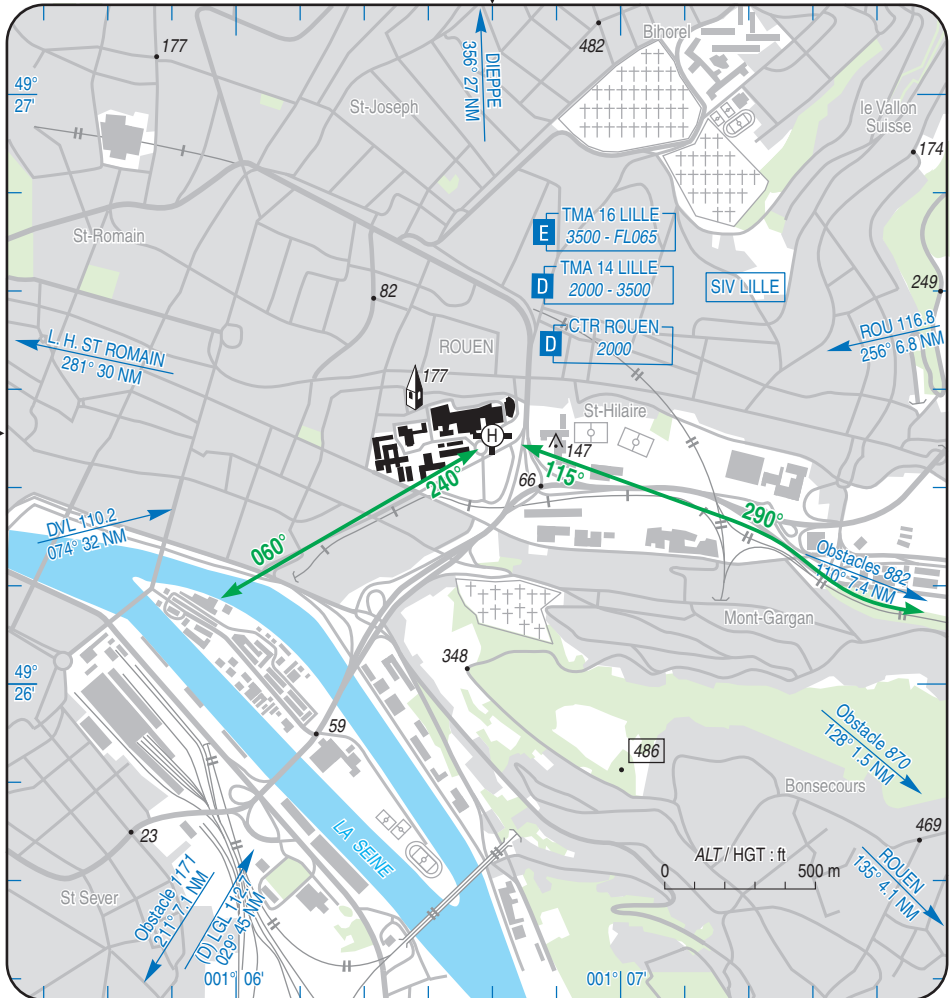 177
482
Bihorel
DIEPPE
356° 27 NM
49°
27'
St-Joseph
le Vallon
Suisse
174
St-Romain
E
TMA 16 LILLE
3500 - FL065
D
TMA 14 LILLE
2000 - 3500
SIV LILLE
249
82
D
CTR ROUEN
2000
ROU 116.8
256° 6.8 NM
L. H. ST ROMAIN
281° 30 NM
ROUEN
177
St-Hilaire
H
147
240°
66
115°
290°
DVL 110.2
074° 32 NM
060°
Obstacles 882
110° 7.4 NM
Mont-Gargan
348
49°
26'
59
486
Obstacle 870
128° 1.5 NM
Bonsecours
23
LA SEINE
469
ALT / HGT : ft
0
500 m
ROUEN
135° 4.1 NM
St Sever
Obstacle 1171
211° 7.1 NM
(D) LGL 112.7
029° 45 NM
001° 06'
001° 07'